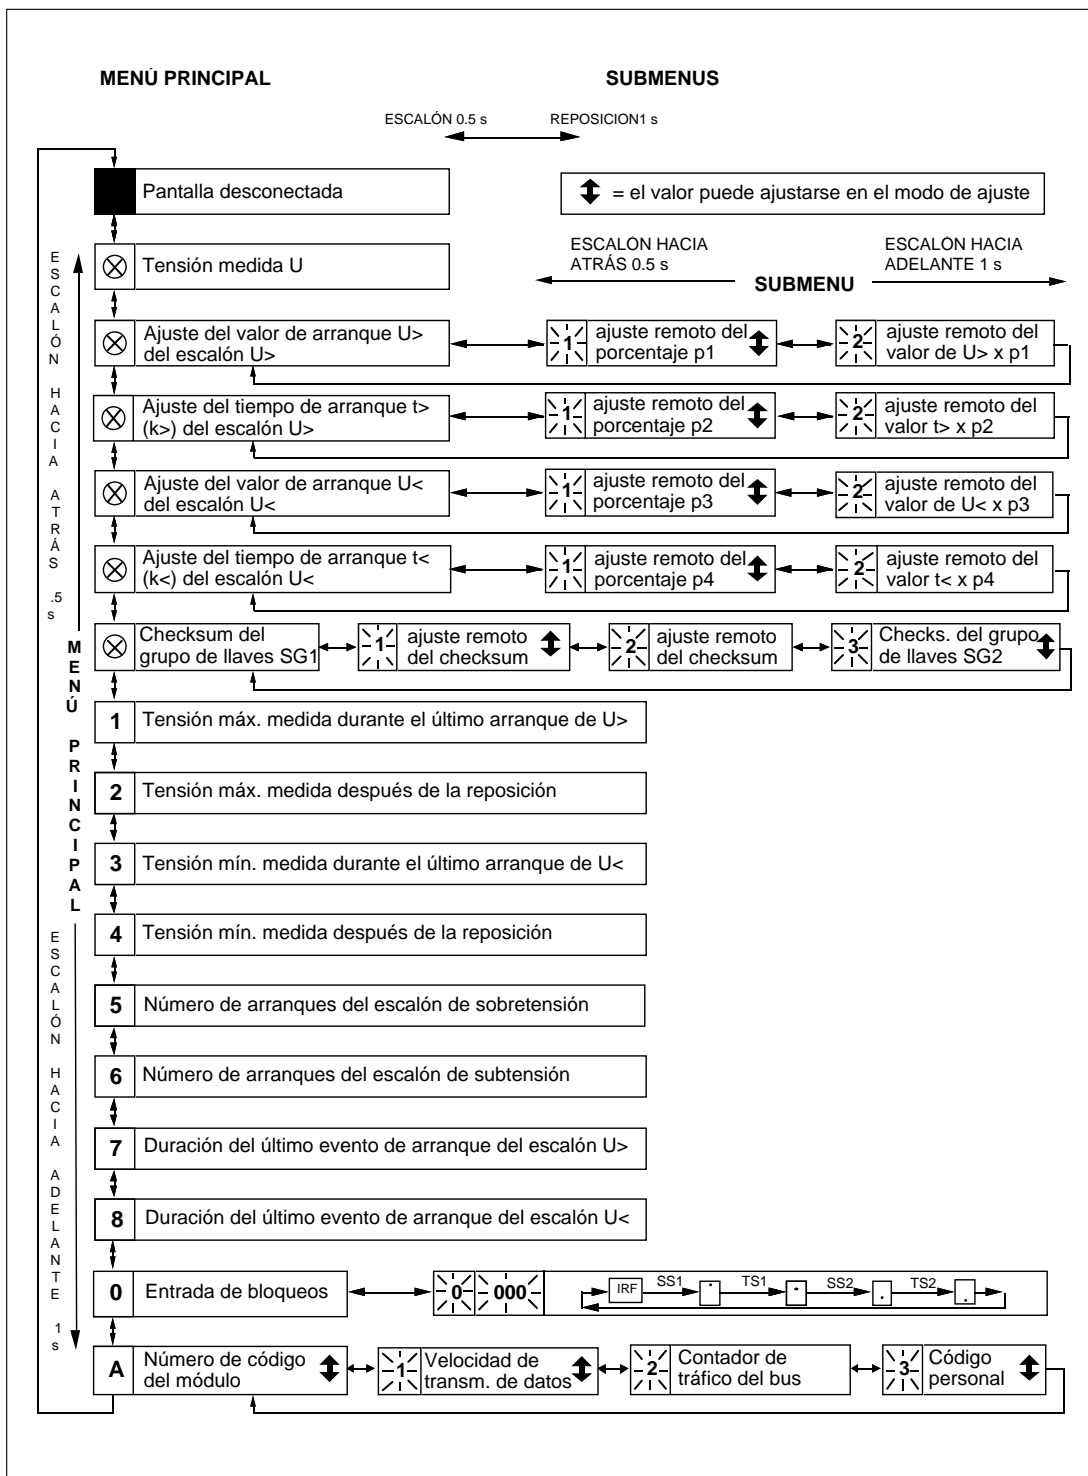 MENÚ PRINCIPAL
SUBMENUS
ESCALÓN 0.5 s
REPOSICION1 s
Pantalla desconectada
= el valor puede ajustarse en el modo de ajuste
ESCALÓN HACIA ATRÁS .5 s
MENÚ PRINCIPAL
ESCALÓN HACIA ADELANTE 1 s
Tensión medida U
ESCALÓN HACIA
ATRÁS 0.5 s
SUBMENU
ESCALÓN HACIA
ADELANTE 1 s
Ajuste del valor de arranque U>
del escalón U>
1
ajuste remoto del
porcentaje p1
2
ajuste remoto del
valor de U> x p1
Ajuste del tiempo de arranque t>
(k>) del escalón U>
1
ajuste remoto del
porcentaje p2
2
ajuste remoto del
valor t> x p2
Ajuste del valor de arranque U<
del escalón U<
1
ajuste remoto del
porcentaje p3
2
ajuste remoto del
valor de U< x p3
Ajuste del tiempo de arranque t<
(k<) del escalón U<
1
ajuste remoto del
porcentaje p4
2
ajuste remoto del
valor t< x p4
Checksum del
grupo de llaves SG1
1
ajuste remoto
del checksum
2
ajuste remoto
del checksum
3
Checks. del grupo
de llaves SG2
1 Tensión máx. medida durante el último arranque de U>
2 Tensión máx. medida después de la reposición
3 Tensión mín. medida durante el último arranque de U<
4 Tensión mín. medida después de la reposición
5 Número de arranques del escalón de sobretensión
6 Número de arranques del escalón de subtensión
7 Duración del último evento de arranque del escalón U>
8 Duración del último evento de arranque del escalón U<
0 Entrada de bloqueos
0 000
IRF SS1 TS1 SS2 TS2
A
Número de código
del módulo
1
Velocidad de
transm. de datos
2
Contador de
tráfico del bus
3
Código
personal